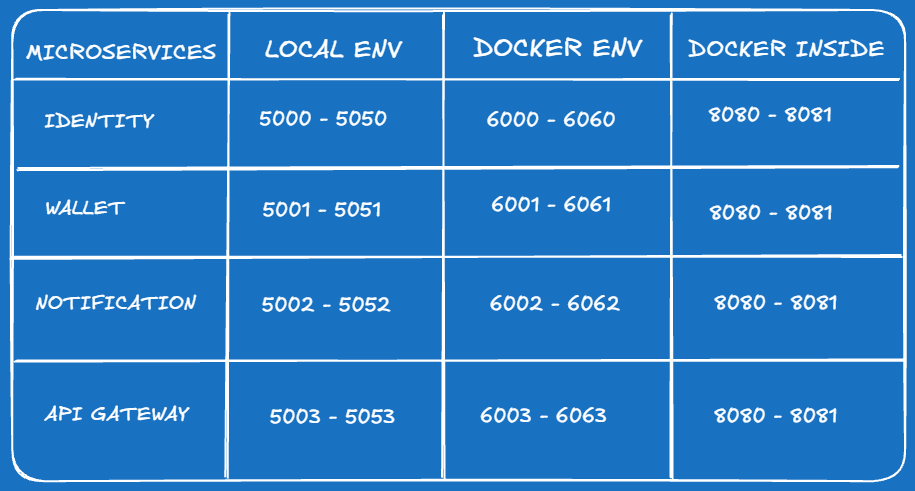 MICROSERVICES LOCAL ENV DOCKER ENV DOCKER INSIDE
IDENTITY 5000 - 5050 6000 - 6060 8080 - 8081
WALLET 5001 - 5051 6001 - 6061 8080 - 8081
NOTIFICATION 5002 - 5052 6002 - 6062 8080 - 8081
API GATEWAY 5003 - 5053 6003 - 6063 8080 - 8081